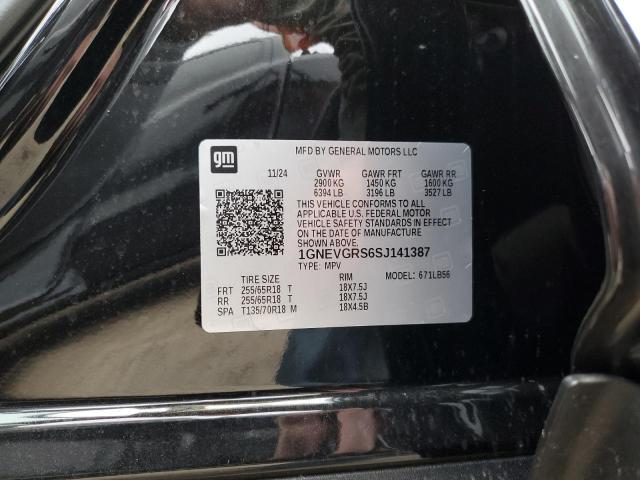 MFD BY GENERAL MOTORS LLC
gm
11/24 GVWR GAWR FRT GAWR RR
2900 KG 1450 KG 1600 KG
6394 LB 3196 LB 3527 LB
THIS VEHICLE CONFORMS TO ALL
APPLICABLE U.S. FEDERAL MOTOR
VEHICLE SAFETY STANDARDS IN EFFECT
ON THE DATE OF MANUFACTURE
SHOWN ABOVE.
1GNEVGRS6SJ141387
TYPE: MPV MODEL: 671LB56
TIRE SIZE RIM
FRT 255/65R18 T 18X7.5J
RR 255/65R18 T 18X7.5J
SPA T135/70R18 M 18X4.5B